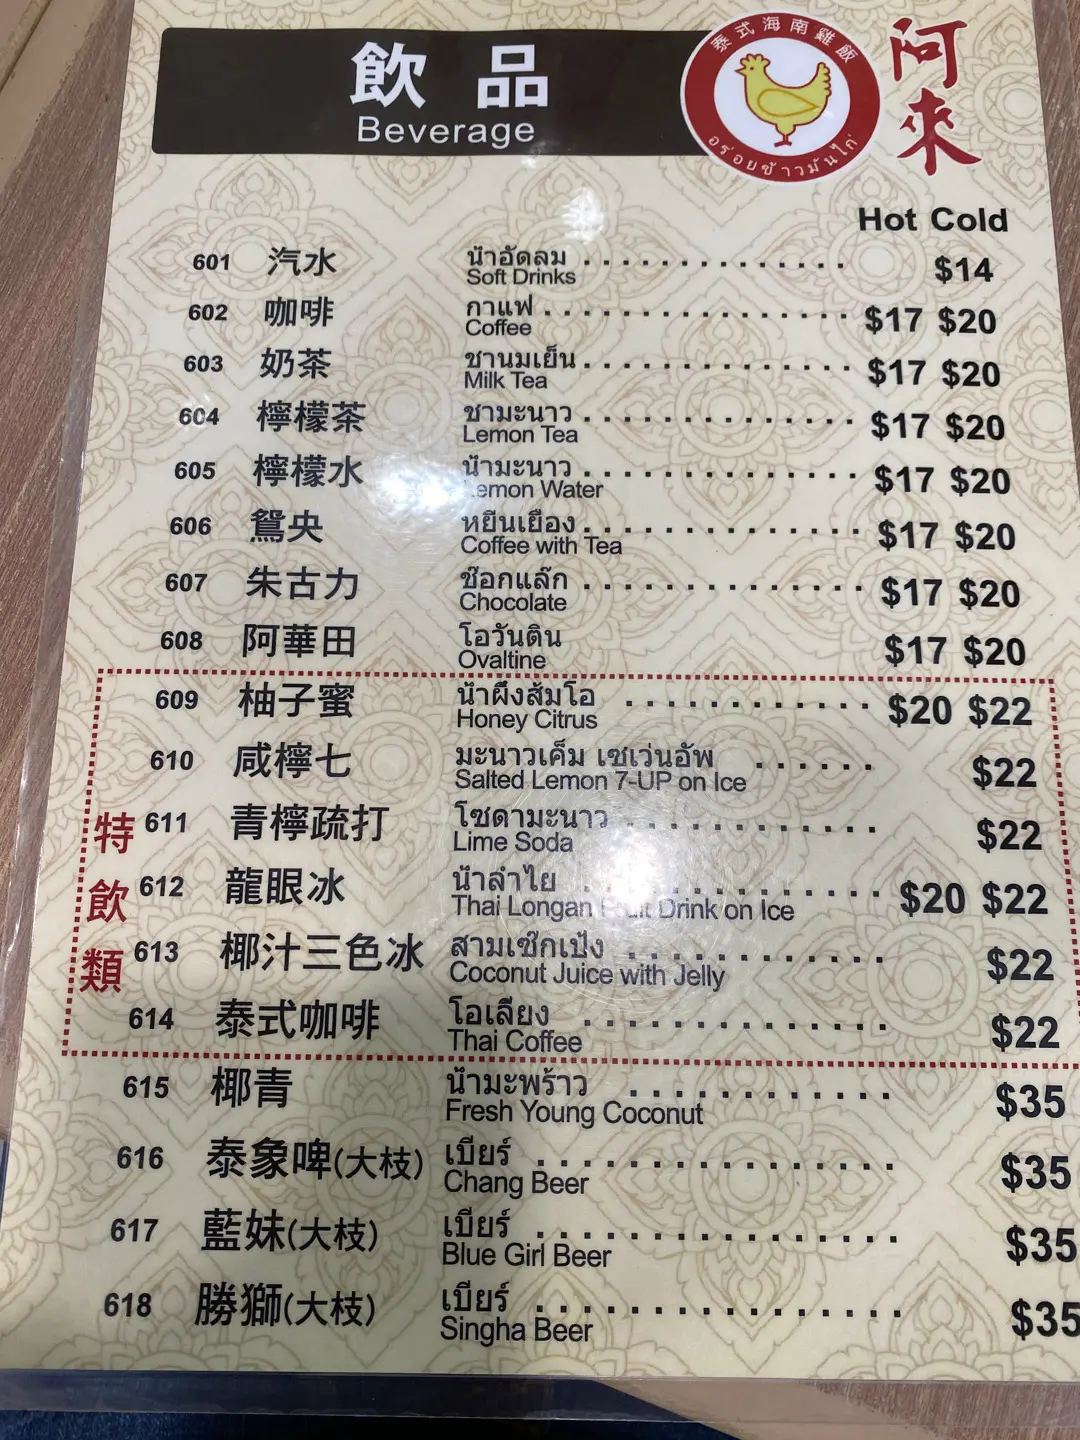 飲品
Beverage
泰式海南雞飯
อร่อยข้าวมันไก่
阿來
Hot Cold
601 汽水 น้ำอัดลม $14
Soft Drinks
602 咖啡 กาแฟ $17 $20
Coffee
603 奶茶 ชานมเย็น $17 $20
Milk Tea
604 檸檬茶 ชามะนาว $17 $20
Lemon Tea
605 檸檬水 น้ำมะนาว $17 $20
Lemon Water
606 鴛央 หยีนเยือง $17 $20
Coffee with Tea
607 朱古力 ช๊อกแล๊ก $17 $20
Chocolate
608 阿華田 โอวันติน $17 $20
Ovaltine
特飲類
609 柚子蜜 น้ำผึ้งส้มโอ $20 $22
Honey Citrus
610 咸檸七 มะนาวเค็ม เซเว่นอัพ $22
Salted Lemon 7-UP on Ice
611 青檸疏打 โซดามะนาว $22
Lime Soda
612 龍眼冰 น้ำลำไย $20 $22
Thai Longan Fruit Drink on Ice
613 椰汁三色冰 สามเซ๊กเป้ง $22
Coconut Juice with Jelly
614 泰式咖啡 โอเลี้ยง $22
Thai Coffee
615 椰青 น้ำมะพร้าว $35
Fresh Young Coconut
616 泰象啤(大枝) เบียร์ $35
Chang Beer
617 藍妹(大枝) เบียร์ $35
Blue Girl Beer
618 勝獅(大枝) เบียร์ $35
Singha Beer